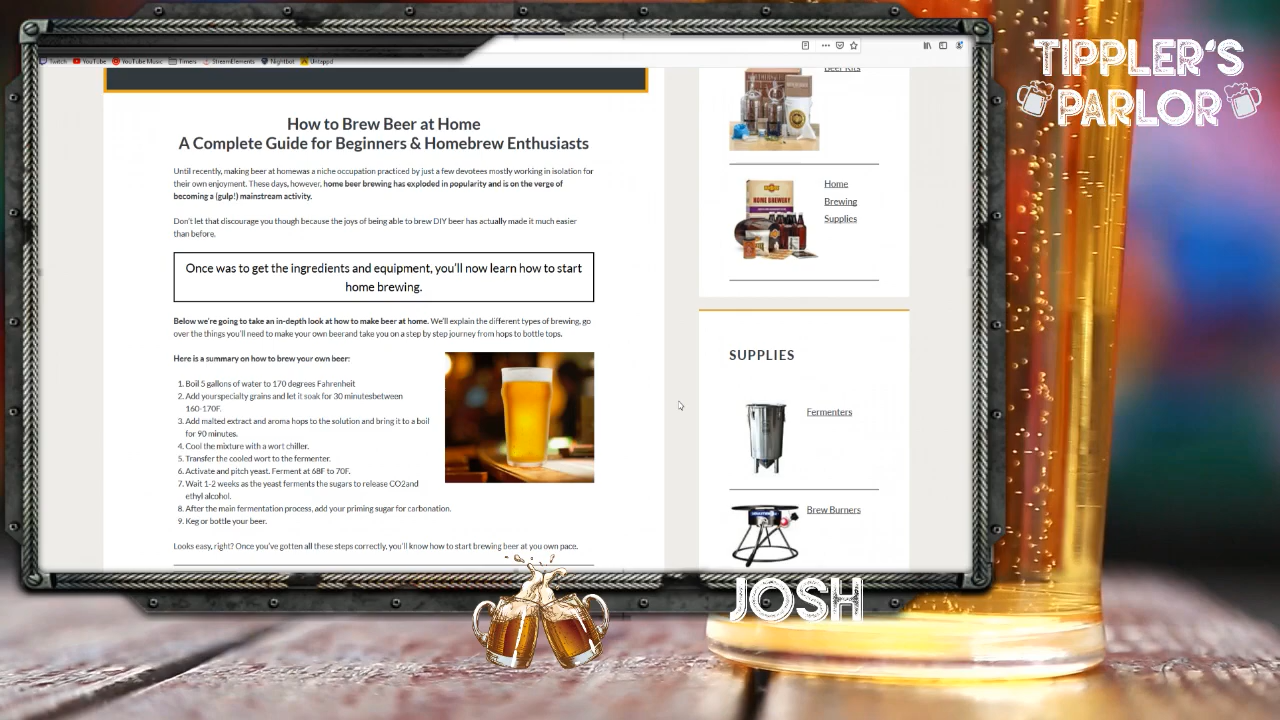 TIPPLER'S
PARLOR
Twitch YouTube YouTube Music Timers StreamElements Nightbot Untappd
How to Brew Beer at Home
A Complete Guide for Beginners & Homebrew Enthusiasts
Until recently, making beer at homewas a niche occupation practiced by just a few devotees mostly working in isolation for
their own enjoyment. These days, however, home beer brewing has exploded in popularity and is on the verge of
becoming a (gulp!) mainstream activity.
Don't let that discourage you though because the joys of being able to brew DIY beer has actually made it much easier
than before.
Once was to get the ingredients and equipment, you'll now learn how to start
home brewing.
Below we're going to take an in-depth look at how to make beer at home. We'll explain the different types of brewing, go
over the things you'll need to make your own beerand take you on a step by step journey from hops to bottle tops.
Here is a summary on how to brew your own beer:
1. Boil 5 gallons of water to 170 degrees Fahrenheit
2. Add yourspecialty grains and let it soak for 30 minutesbetween
160-170F.
3. Add malted extract and aroma hops to the solution and bring it to a boil
for 90 minutes.
4. Cool the mixture with a wort chiller.
5. Transfer the cooled wort to the fermenter.
6. Activate and pitch yeast. Ferment at 68F to 70F.
7. Wait 1-2 weeks as the yeast ferments the sugars to release CO2and
ethyl alcohol.
8. After the main fermentation process, add your priming sugar for carbonation.
9. Keg or bottle your beer.
Looks easy, right? Once you've gotten all these steps correctly, you'll know how to start brewing beer at you own pace.
Beer Kits
HOME BREWERY
Home
Brewing
Supplies
SUPPLIES
Fermenters
Brew Burners
JOSH